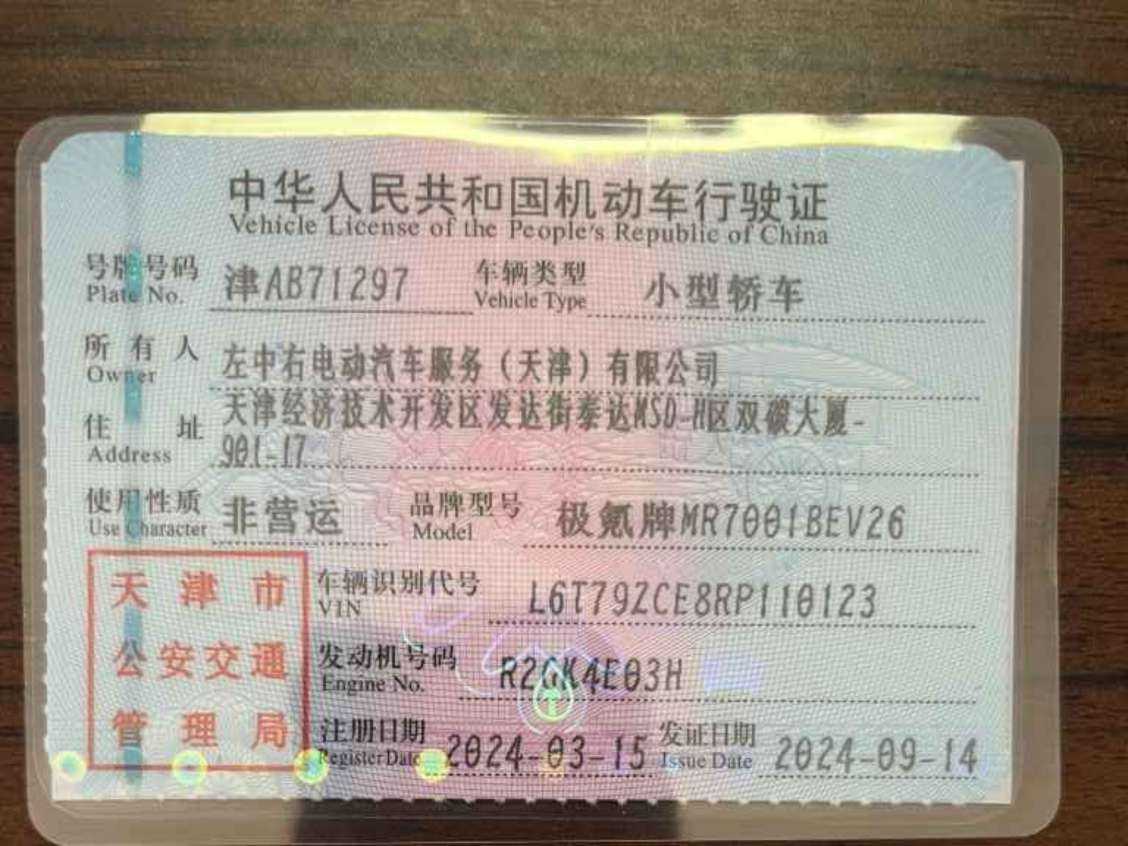 中华人民共和国机动车行驶证
Vehicle License of the People's Republic of China
号牌号码 津AB71297 车辆类型 小型轿车
Plate No. Vehicle Type
所有人 左中右电动汽车服务（天津）有限公司
Owner
住址 天津经济技术开发区发达街泰达MSD-H区双碳大厦-
Address 901-17
使用性质 非营运 品牌型号 极氪牌MR7001BEV26
Use Character Model
天津市 车辆识别代号 L6T79ZCE8RP110123
VIN
公安交通 发动机号码 R2GK4E03H
Engine No.
管理局 注册日期 2024-03-15 发证日期 2024-09-14
Register Date Issue Date